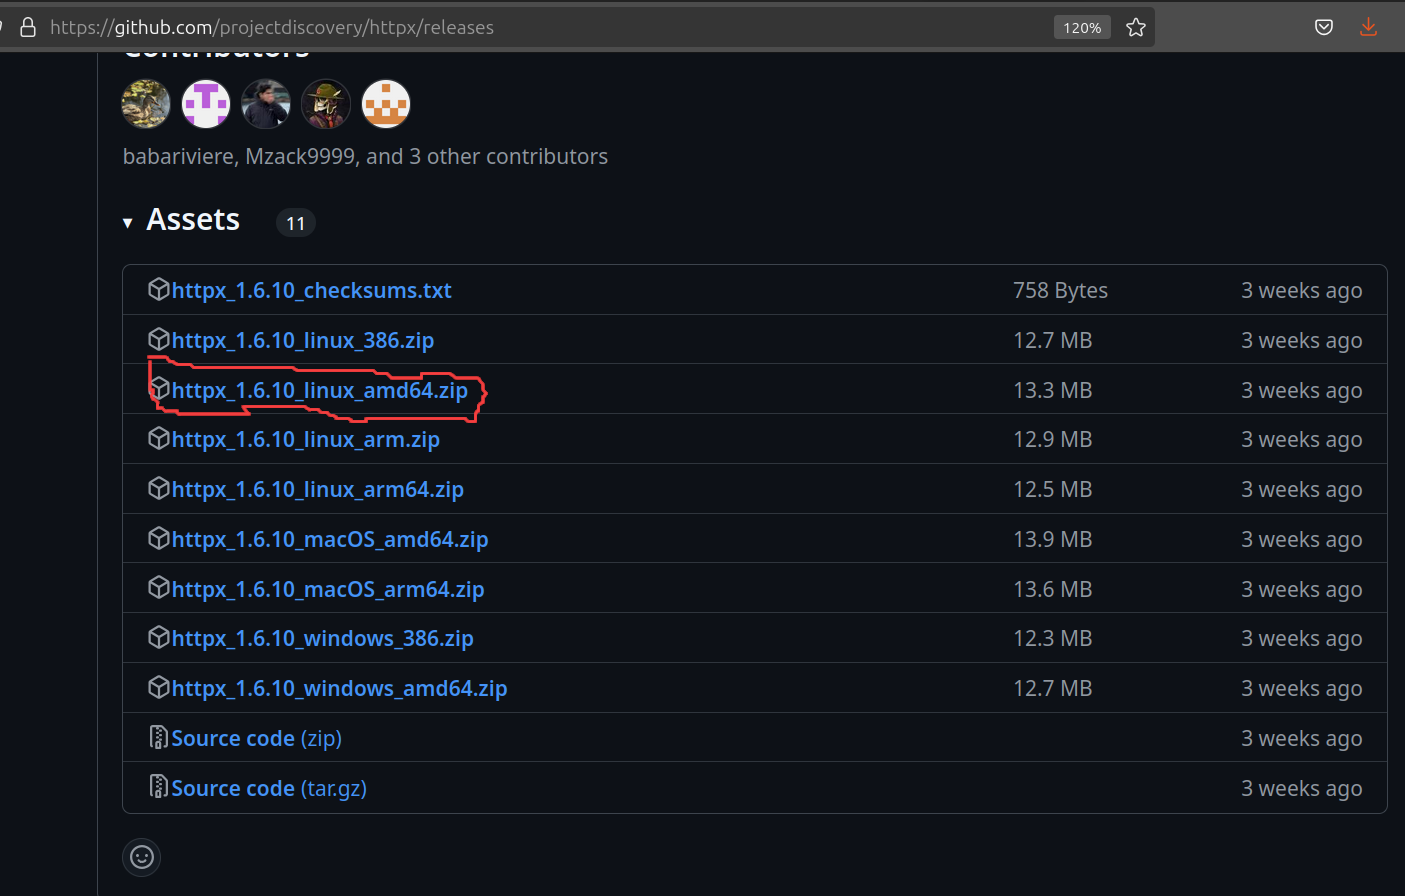 https://github.com/projectdiscovery/httpx/releases
120%
Contributors
babariviere, Mzack9999, and 3 other contributors
Assets 11
httpx_1.6.10_checksums.txt 758 Bytes 3 weeks ago
httpx_1.6.10_linux_386.zip 12.7 MB 3 weeks ago
httpx_1.6.10_linux_amd64.zip 13.3 MB 3 weeks ago
httpx_1.6.10_linux_arm.zip 12.9 MB 3 weeks ago
httpx_1.6.10_linux_arm64.zip 12.5 MB 3 weeks ago
httpx_1.6.10_macOS_amd64.zip 13.9 MB 3 weeks ago
httpx_1.6.10_macOS_arm64.zip 13.6 MB 3 weeks ago
httpx_1.6.10_windows_386.zip 12.3 MB 3 weeks ago
httpx_1.6.10_windows_amd64.zip 12.7 MB 3 weeks ago
Source code (zip) 3 weeks ago
Source code (tar.gz) 3 weeks ago